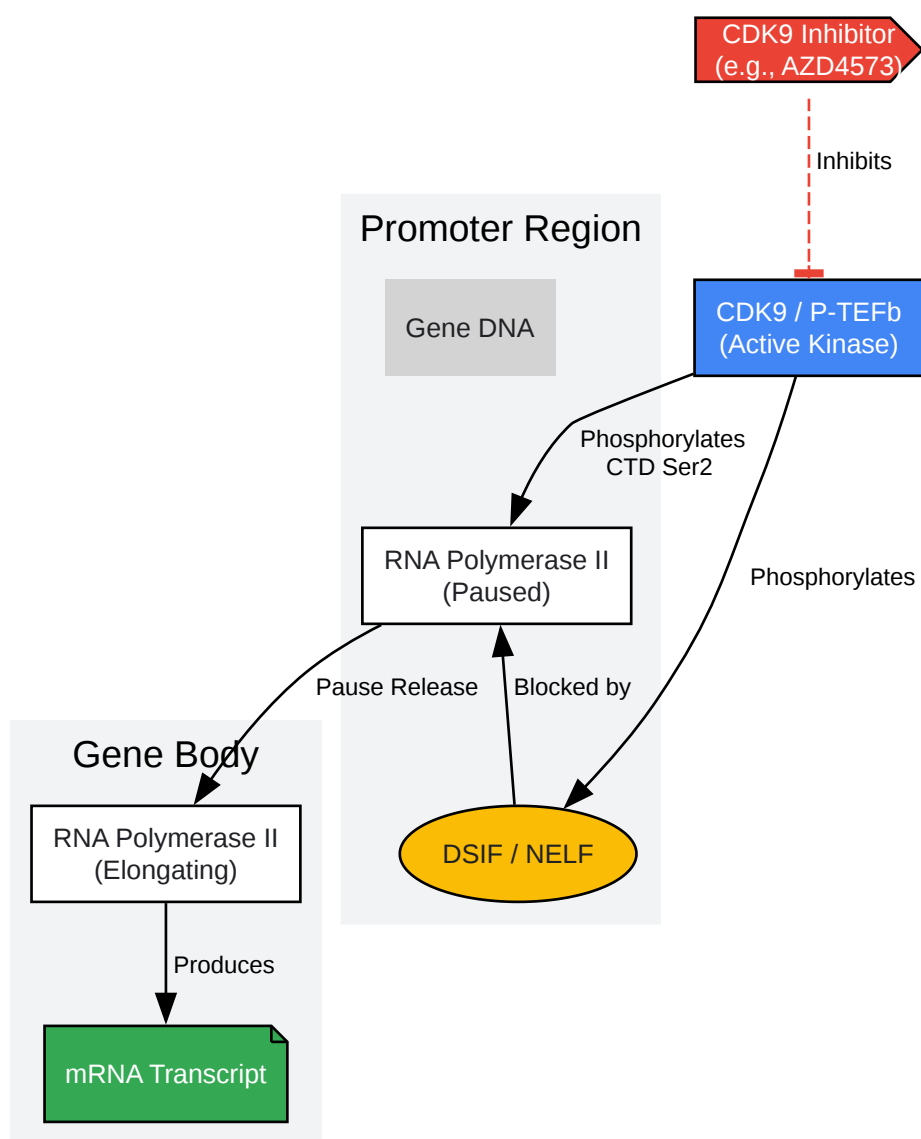 CDK9 Inhibitor
(e.g., AZD4573)
Inhibits
Promoter Region
Gene DNA
CDK9 / P-TEFb
(Active Kinase)
Phosphorylates
CTD Ser2
RNA Polymerase II
(Paused)
Phosphorylates
Pause Release
Blocked by
Gene Body
RNA Polymerase II
(Elongating)
DSIF / NELF
Produces
mRNA Transcript